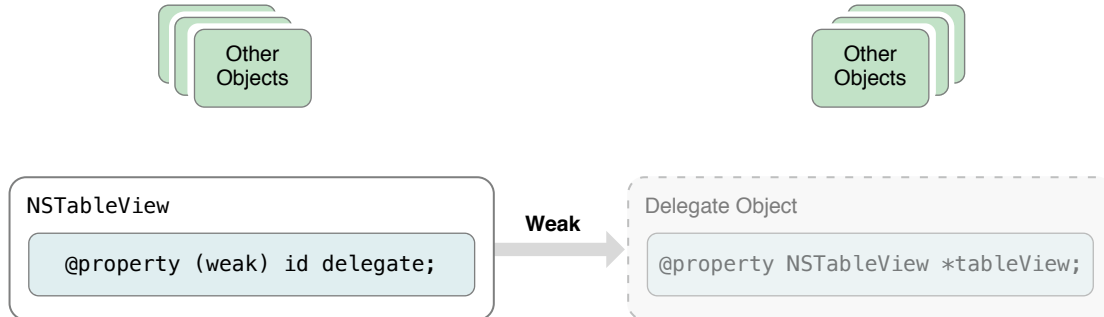 Other
Objects
Other
Objects
NSTableView
@property (weak) id delegate;
Weak
Delegate Object
@property NSTableView *tableView;